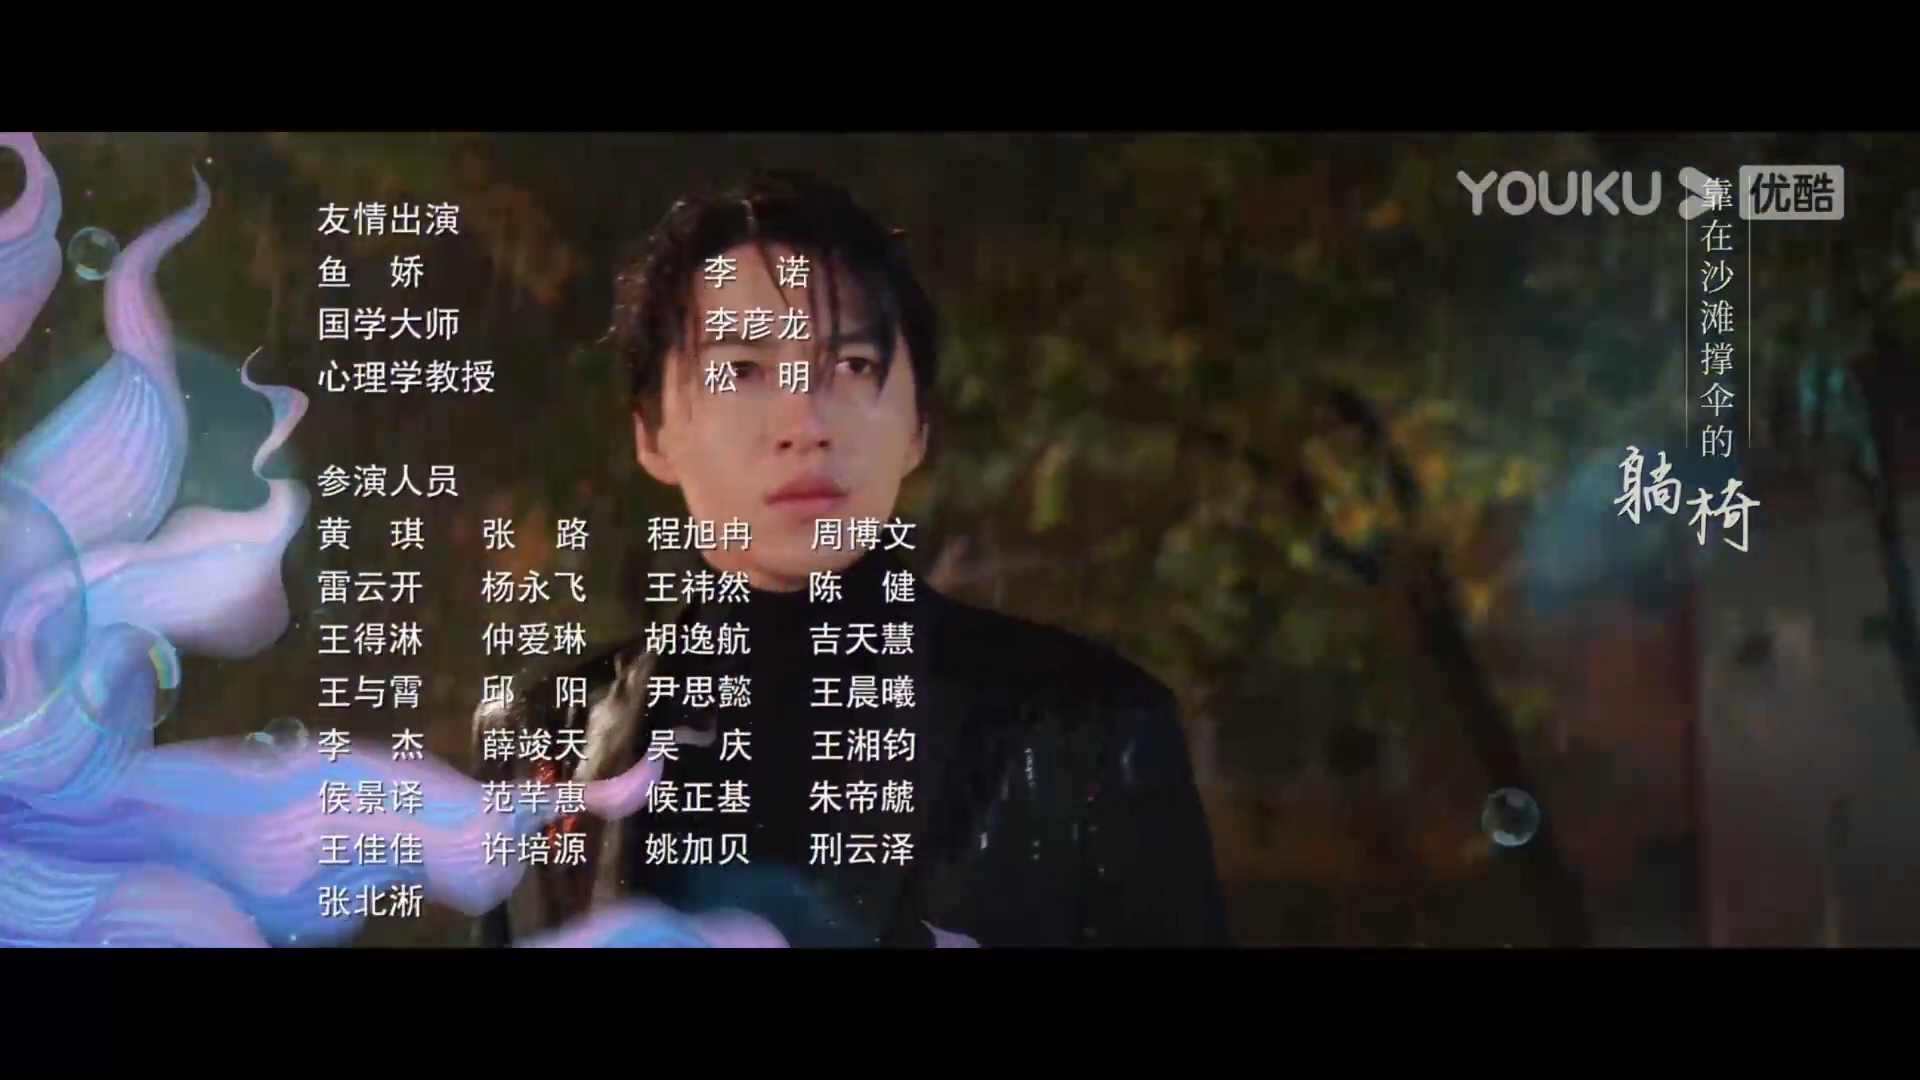 友情出演
鱼娇 李诺
国学大师 李彦龙
心理学教授 松明
参演人员
黄琪 张路 程旭冉 周博文
雷云开 杨永飞 王祎然 陈健
王得淋 仲爱琳 胡逸航 吉天慧
王与霄 邱阳 尹思懿 王晨曦
李杰 薛竣天 吴庆 王湘钧
侯景译 范芊惠 候正基 朱帝虪
王佳佳 许培源 姚加贝 刑云泽
张北淅
YOUKU 优酷
靠在沙滩撑伞的
躺椅